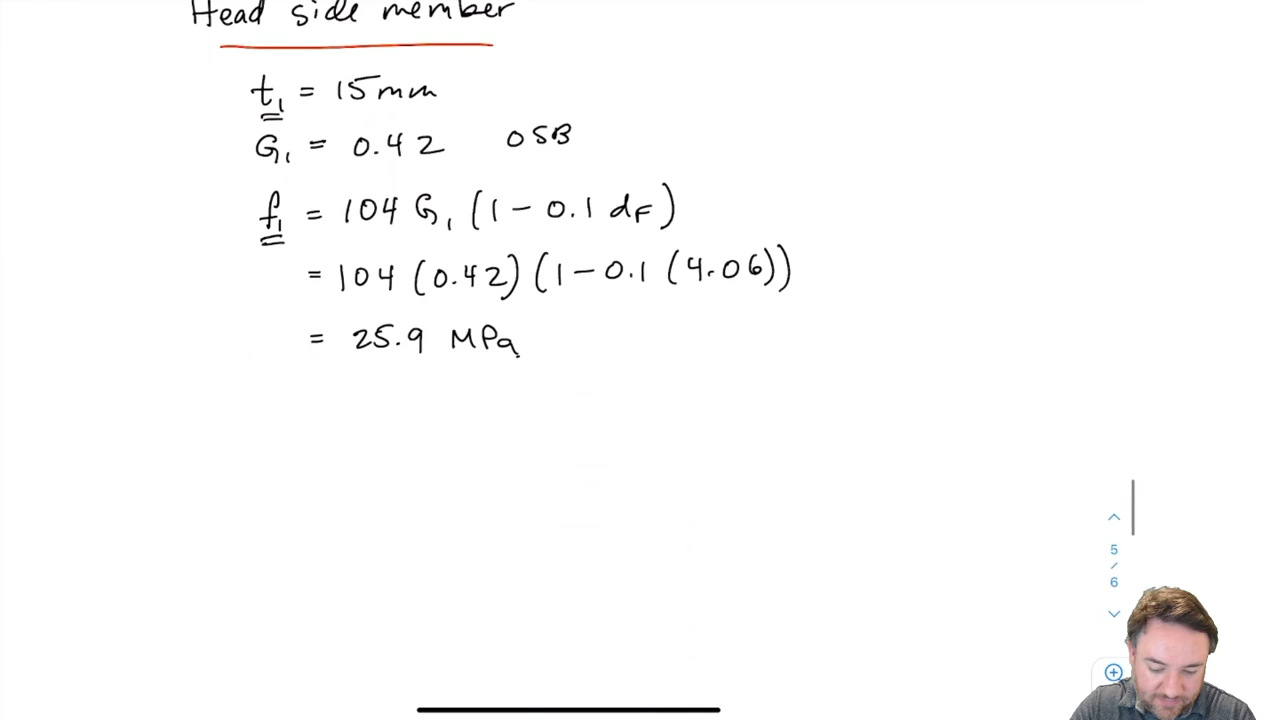 Head side member
t₁ = 15mm
G₁ = 0.42 OSB
f₁ = 104 G₁ (1 - 0.1 dF)
= 104 (0.42) (1 - 0.1 (4.06))
= 25.9 MPa
5
/
6